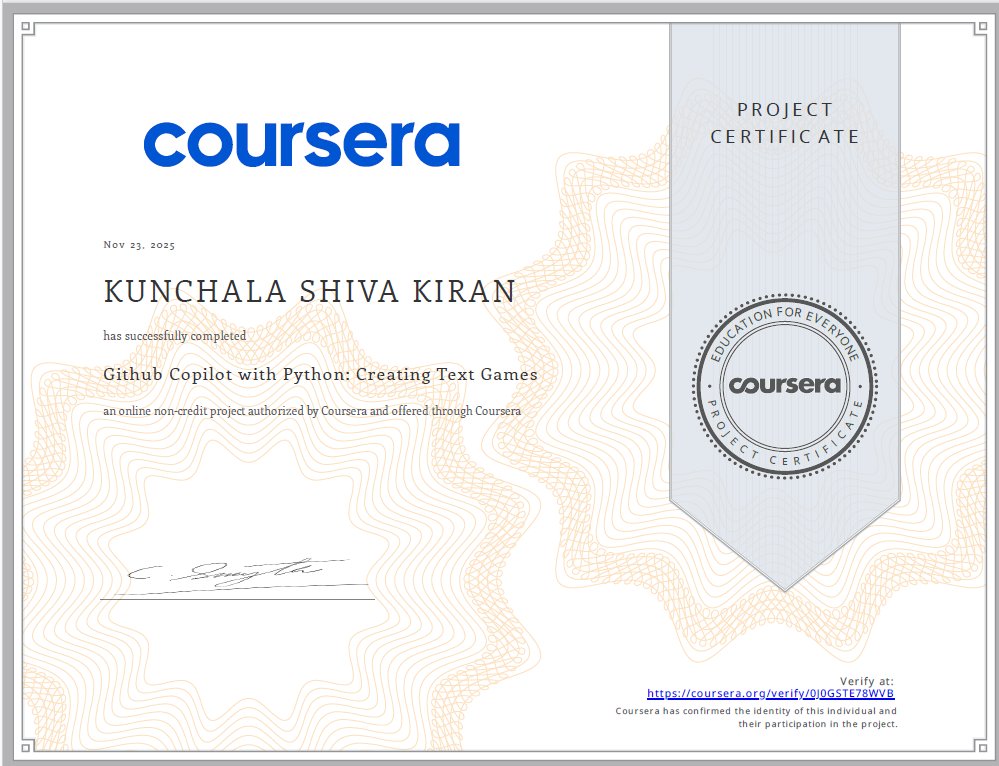 coursera
PROJECT
CERTIFICATE
Nov 23, 2025
KUNCHALA SHIVA KIRAN
has successfully completed
Github Copilot with Python: Creating Text Games
an online non-credit project authorized by Coursera and offered through Coursera
EDUCATION FOR EVERYONE
coursera
PROJECT CERTIFICATE
Verify at:
https://coursera.org/verify/0J0GSTE78WVB
Coursera has confirmed the identity of this individual and
their participation in the project.